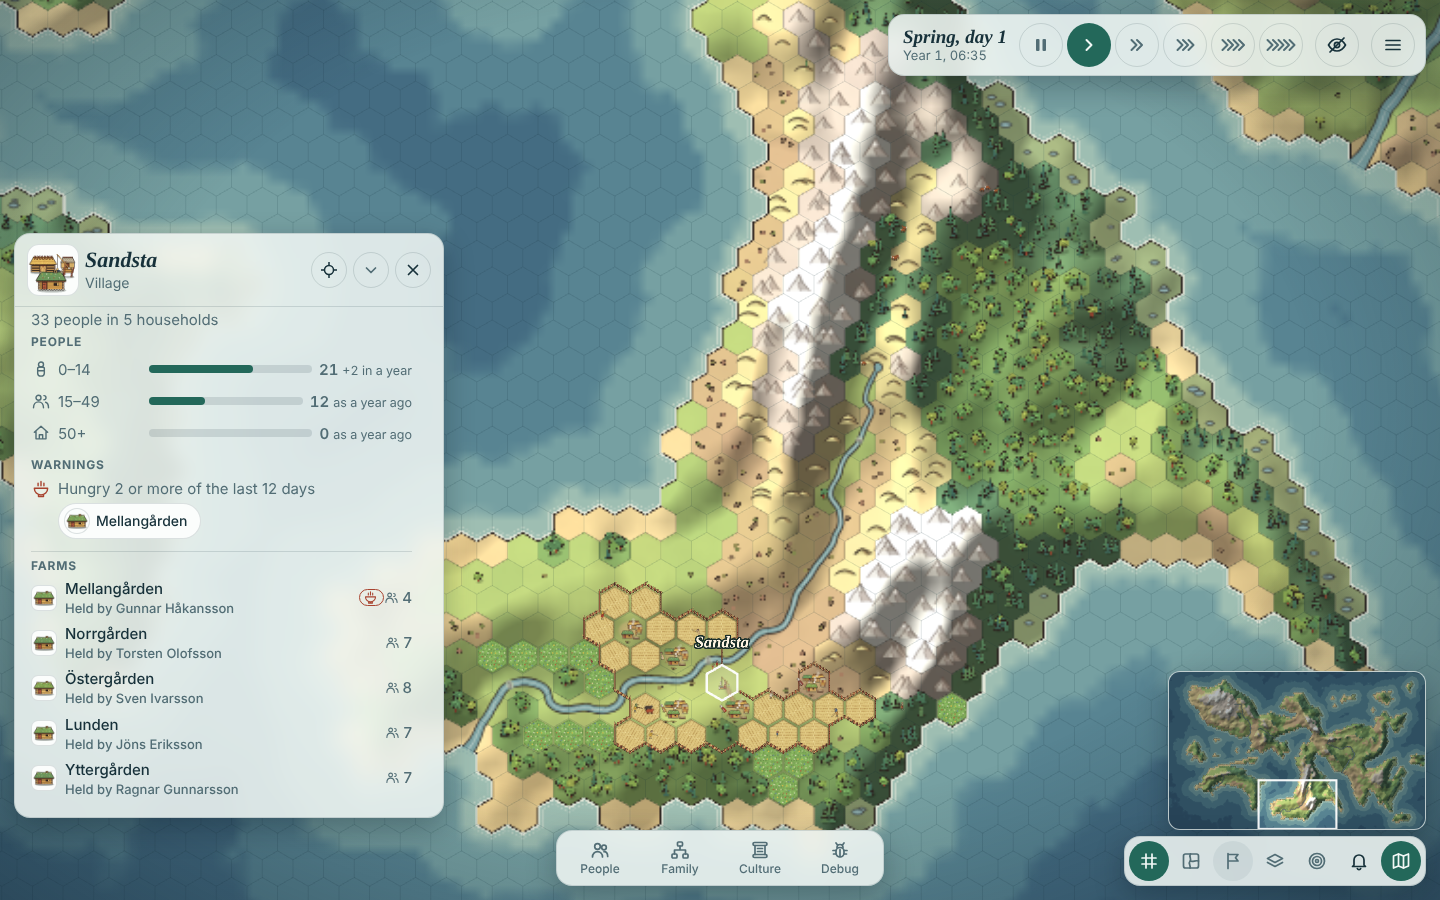 Spring, day 1
Year 1, 06:35
Sandsta
Village
33 people in 5 households
PEOPLE
0–14
21 +2 in a year
15–49
12 as a year ago
50+
0 as a year ago
WARNINGS
Hungry 2 or more of the last 12 days
Mellangården
FARMS
Mellangården
Held by Gunnar Håkansson
4
Norrgården
Held by Torsten Olofsson
7
Östergården
Held by Sven Ivarsson
8
Lunden
Held by Jöns Eriksson
7
Yttergården
Held by Ragnar Gunnarsson
7
Sandsta
People
Family
Culture
Debug